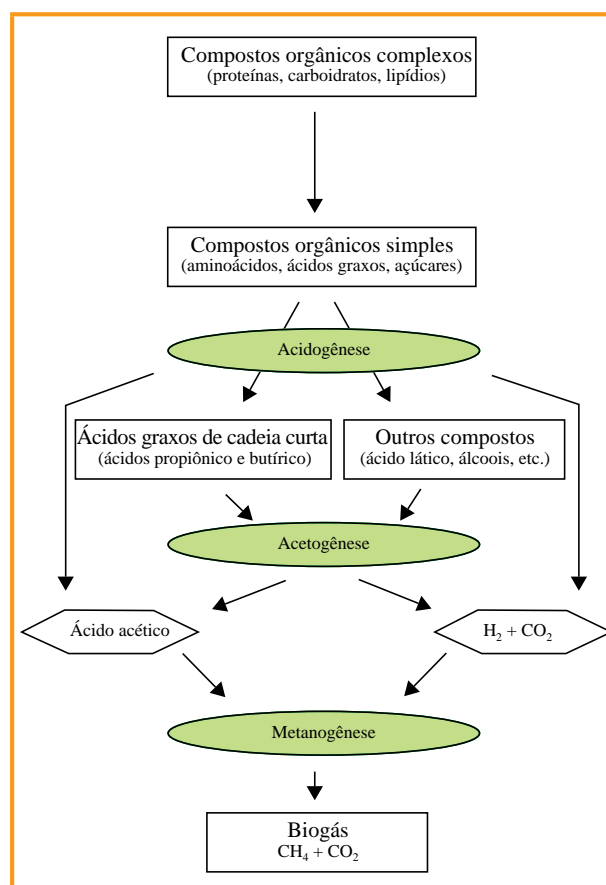 Compostos orgânicos complexos
(proteínas, carboidratos, lipídios)
Compostos orgânicos simples
(aminoácidos, ácidos graxos, açúcares)
Acidogênese
Ácidos graxos de cadeia curta
(ácidos propiônico e butírico)
Outros compostos
(ácido lático, álcoois, etc.)
Acetogênese
Ácido acético
H₂ + CO₂
Metanogênese
Biogás
CH₄ + CO₂